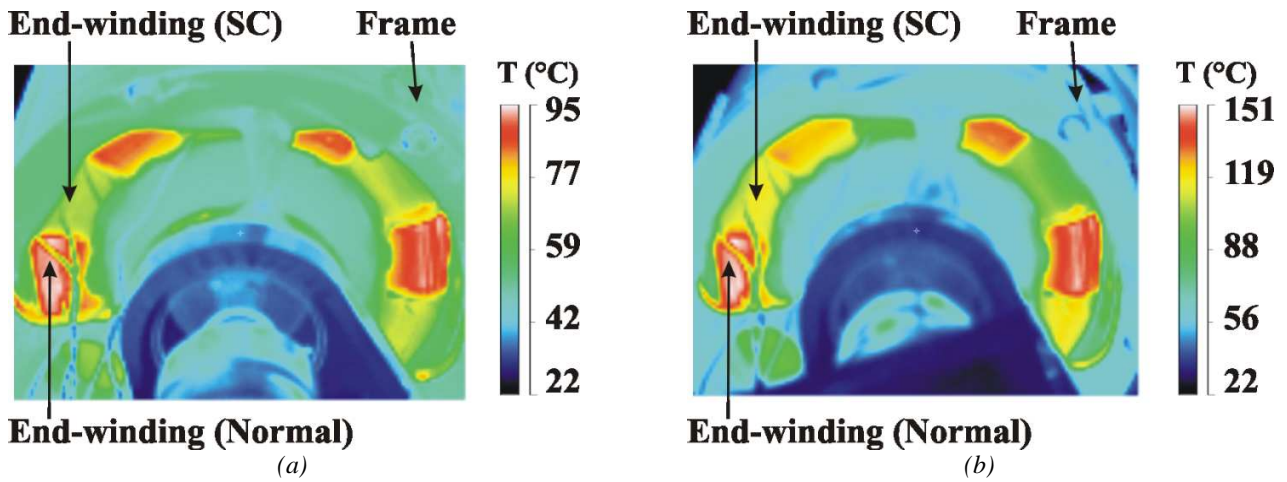 End-winding (SC) Frame
T (°C)
95
77
59
42
22
End-winding (Normal)
(a)
End-winding (SC) Frame
T (°C)
151
119
88
56
22
End-winding (Normal)
(b)